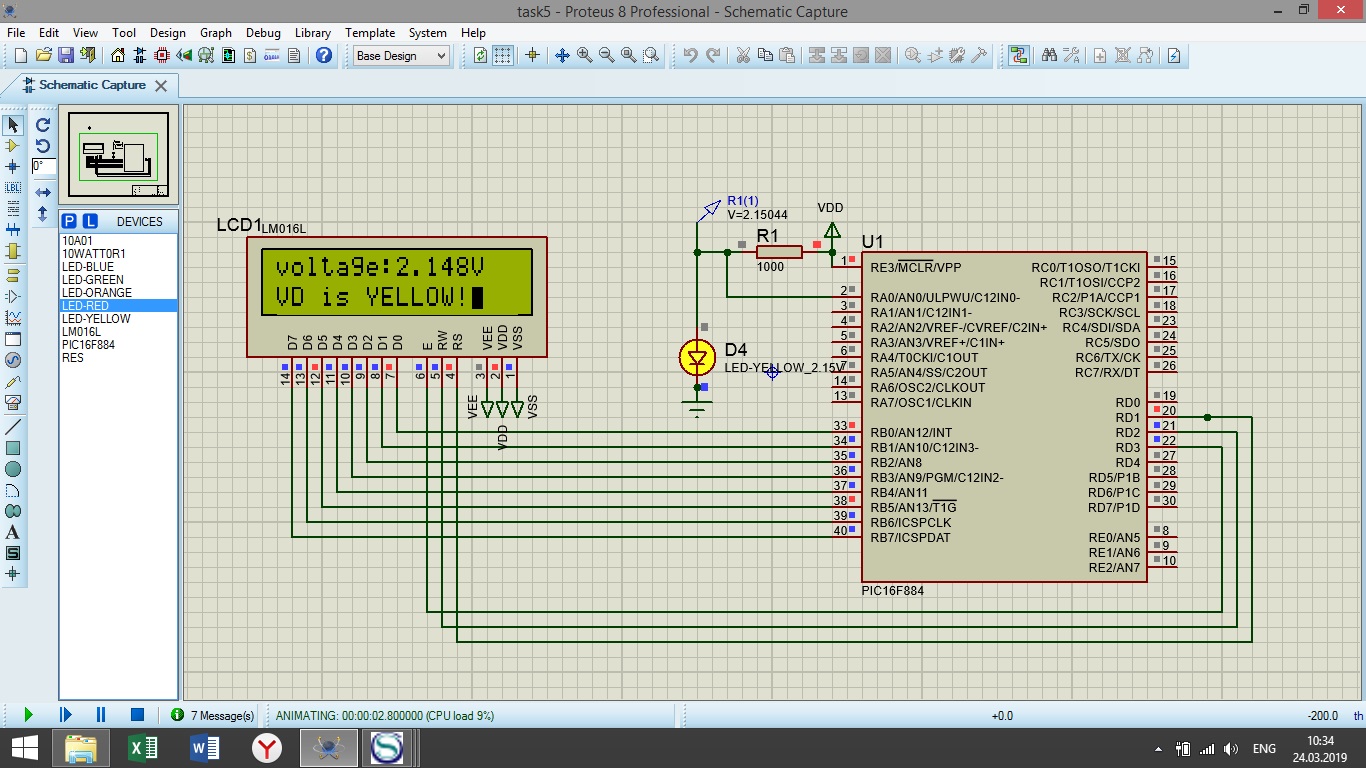 task5 - Proteus 8 Professional - Schematic Capture
File Edit View Tool Design Graph Debug Library Template System Help
Base Design
Schematic Capture
0°
LBL
P L DEVICES
10A01
10WATT0R1
LED-BLUE
LED-GREEN
LED-ORANGE
LED-RED
LED-YELLOW
LM016L
PIC16F884
RES
LCD1 LM016L
voltage:2.148V
VD is YELLOW!
D7 D6 D5 D4 D3 D2 D1 D0 E RW RS VEE VDD VSS
14 13 12 11 10 9 8 7 6 5 4 3 2 1
VEE VDD VSS
R1(1)
V=2.15044
VDD
R1
1000
D4
LED-YELLOW_2.15V
U1
1 RE3/MCLR/VPP RC0/T1OSO/T1CKI 15
RC1/T1OSI/CCP2 16
2 RA0/AN0/ULPWU/C12IN0- RC2/P1A/CCP1 17
3 RA1/AN1/C12IN1- RC3/SCK/SCL 18
4 RA2/AN2/VREF-/CVREF/C2IN+ RC4/SDI/SDA 23
5 RA3/AN3/VREF+/C1IN+ RC5/SDO 24
6 RA4/T0CKI/C1OUT RC6/TX/CK 25
7 RA5/AN4/SS/C2OUT RC7/RX/DT 26
14 RA6/OSC2/CLKOUT
13 RA7/OSC1/CLKIN RD0 19
RD1 20
33 RB0/AN12/INT RD2 21
34 RB1/AN10/C12IN3- RD3 22
35 RB2/AN8 RD4 27
36 RB3/AN9/PGM/C12IN2- RD5/P1B 28
37 RB4/AN11 RD6/P1C 29
38 RB5/AN13/T1G RD7/P1D 30
39 RB6/ICSPCLK
40 RB7/ICSPDAT RE0/AN5 8
RE1/AN6 9
RE2/AN7 10
PIC16F884
7 Message(s) ANIMATING: 00:00:02.800000 (CPU load 9%) +0.0 -200.0 th
ENG 10:34
24.03.2019